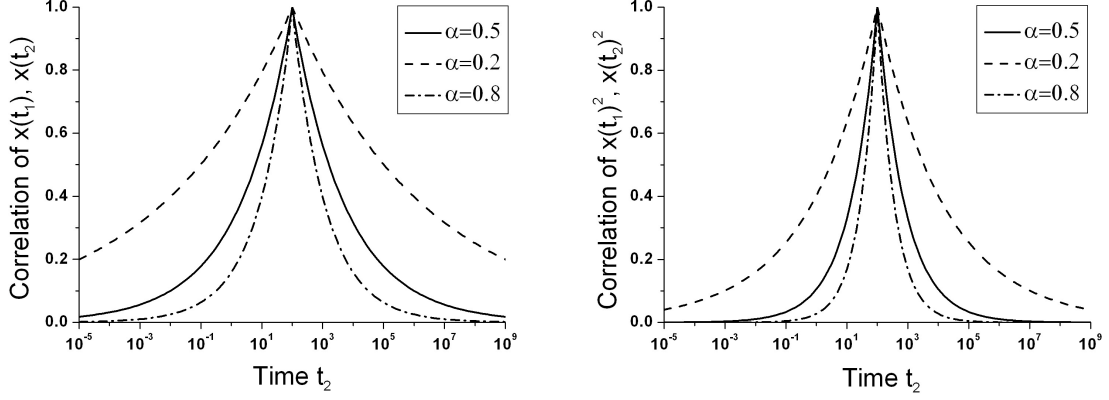 1.0
0.8
0.6
0.4
0.2
0.0
Correlation of x(t₁), x(t₂)
α=0.5
α=0.2
α=0.8
10⁻⁵ 10⁻³ 10⁻¹ 10¹ 10³ 10⁵ 10⁷ 10⁹
Time t₂
1.0
0.8
0.6
0.4
0.2
0.0
Correlation of x(t₁)², x(t₂)²
α=0.5
α=0.2
α=0.8
10⁻⁵ 10⁻³ 10⁻¹ 10¹ 10³ 10⁵ 10⁷ 10⁹
Time t₂